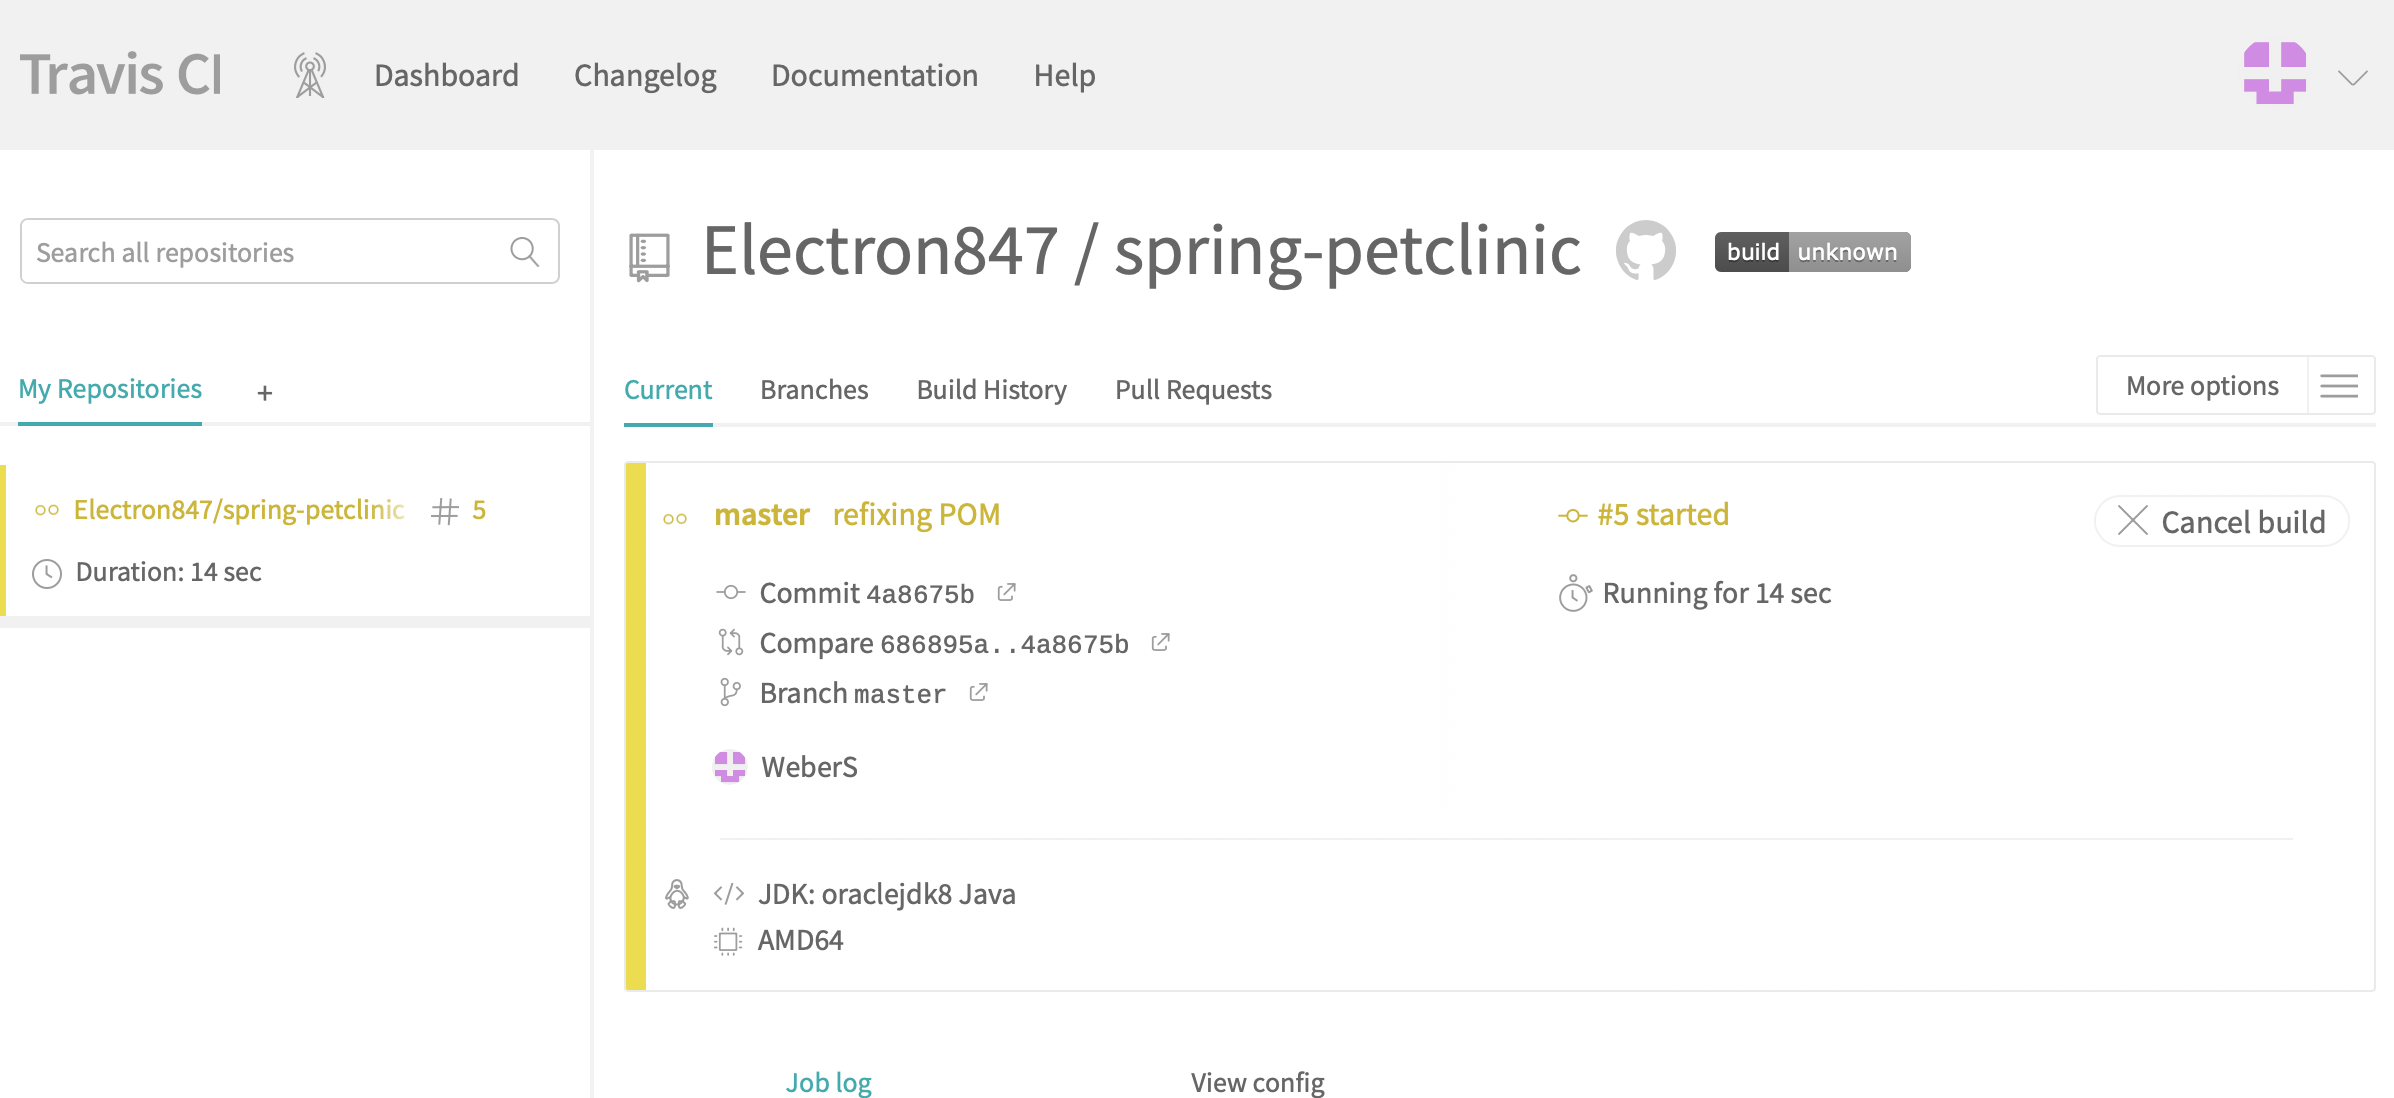 Travis CI
Dashboard
Changelog
Documentation
Help
Search all repositories
My Repositories
+
Electron847/spring-petclinic # 5
Duration: 14 sec
Electron847 / spring-petclinic
build unknown
Current
Branches
Build History
Pull Requests
More options
master refixing POM
Commit 4a8675b
Compare 686895a..4a8675b
Branch master
WeberS
#5 started
Running for 14 sec
Cancel build
</> JDK: oraclejdk8 Java
AMD64
Job log
View config